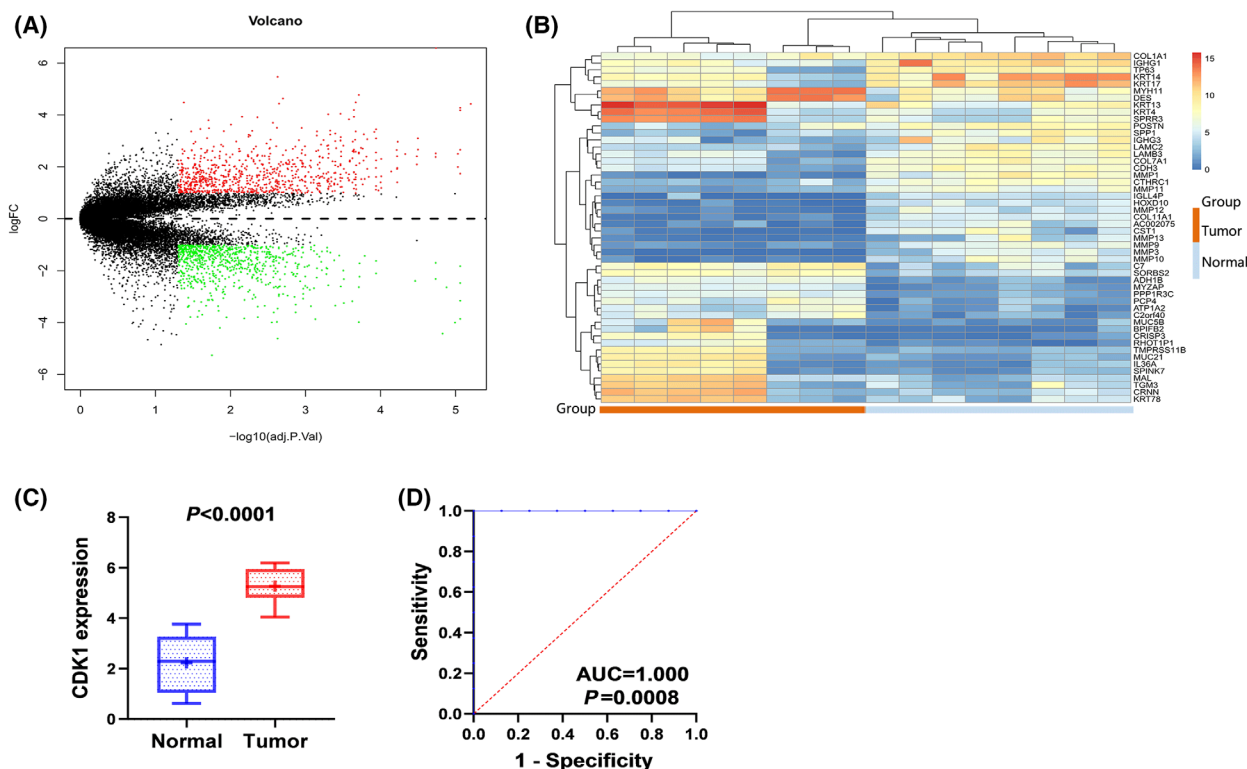 (A)
Volcano
6
4
2
0
−2
−4
−6
logFC
0 1 2 3 4 5
−log10(adj.P.Val)
(B)
COL1A1
IGHG1
TP63
KRT14
KRT17
MYH11
DES
KRT13
KRT4
SPRR3
POSTN
SPP1
IGHG3
LAMC2
LAMB3
COL7A1
CDH3
MMP1
CTHRC1
MMP11
IGLL4P
HOXD10
MMP12
COL11A1
AC002075
CST1
MMP13
MMP9
MMP3
MMP10
C7
SORBS2
ADH1B
MYZAP
PPP1R3C
PCP4
ATP1A2
C2orf40
MUC5B
BPIFB2
CRISP3
RHOT1P1
TMPRSS11B
MUC21
IL36A
SPINK7
MAL
TGM3
CRNN
KRT78
Group
15
10
5
0
Group
Tumor
Normal
(C)
P<0.0001
CDK1 expression
8
6
4
2
0
Normal Tumor
(D)
Sensitivity
1.0
0.8
0.6
0.4
0.2
0.0
AUC=1.000
P=0.0008
0.0 0.2 0.4 0.6 0.8 1.0
1 - Specificity